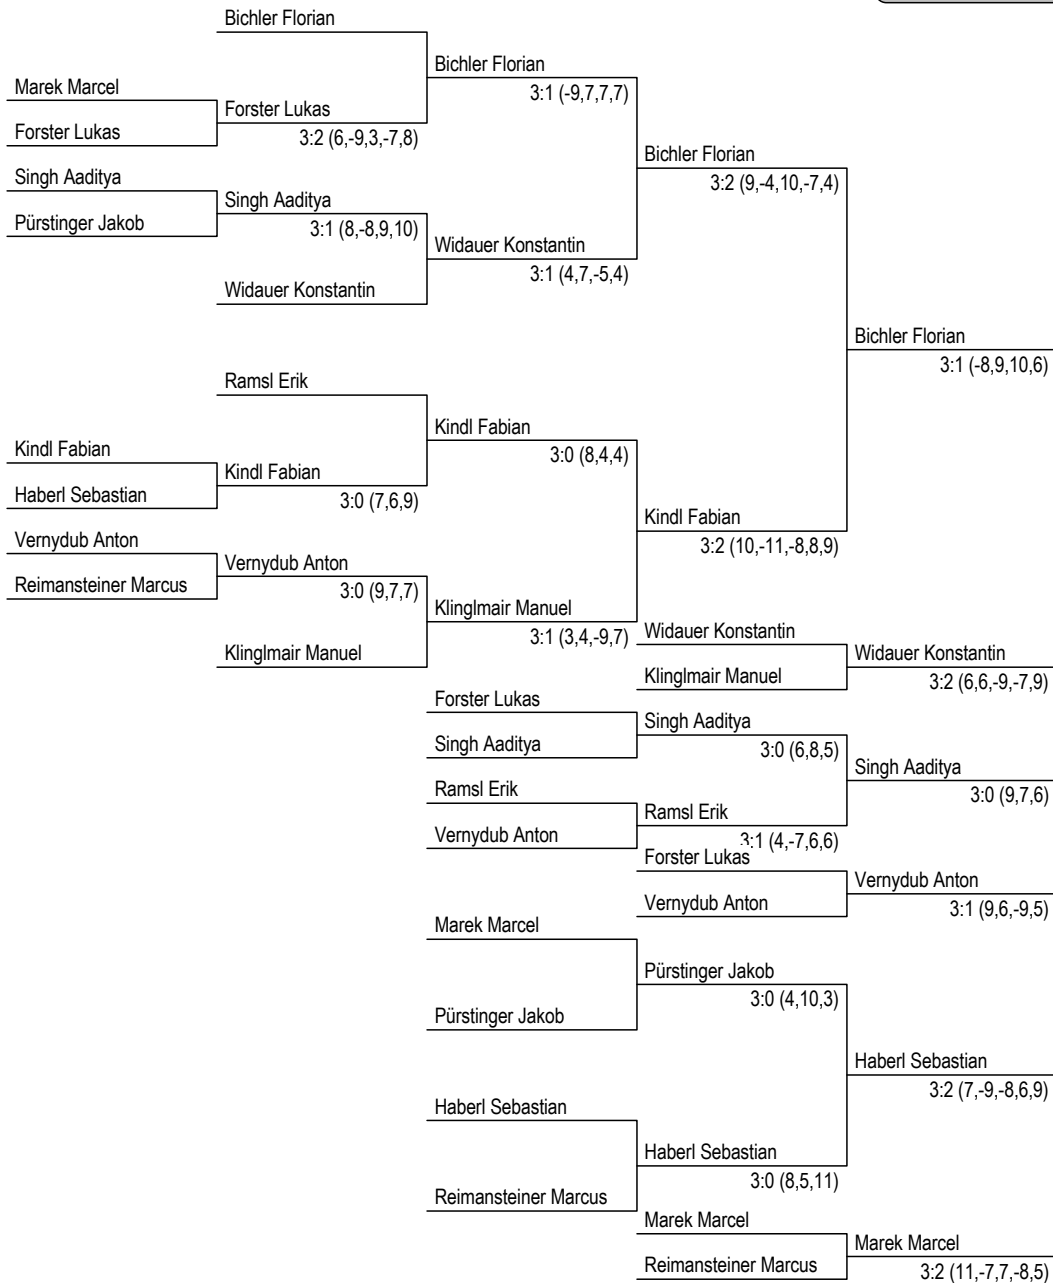 Bichler Florian
Bichler Florian
Marek Marcel
3:1 (-9,7,7,7)
Forster Lukas
Forster Lukas
3:2 (6,-9,3,-7,8)
Bichler Florian
Singh Aaditya
3:2 (9,-4,10,-7,4)
Singh Aaditya
Pürstinger Jakob
3:1 (8,-8,9,10)
Widauer Konstantin
3:1 (4,7,-5,4)
Widauer Konstantin
Bichler Florian
3:1 (-8,9,10,6)
Ramsl Erik
Kindl Fabian
Kindl Fabian
3:0 (8,4,4)
Kindl Fabian
Haberl Sebastian
3:0 (7,6,9)
Kindl Fabian
Vernydub Anton
3:2 (10,-11,-8,8,9)
Vernydub Anton
Reimansteiner Marcus
3:0 (9,7,7)
Klinglmair Manuel
3:1 (3,4,-9,7)
Widauer Konstantin
Klinglmair Manuel
Widauer Konstantin
Klinglmair Manuel
3:2 (6,6,-9,-7,9)
Forster Lukas
Singh Aaditya
Singh Aaditya
3:0 (6,8,5)
Singh Aaditya
Ramsl Erik
3:0 (9,7,6)
Ramsl Erik
Vernydub Anton
3:1 (4,-7,6,6)
Forster Lukas
Vernydub Anton
Vernydub Anton
3:1 (9,6,-9,5)
Marek Marcel
Pürstinger Jakob
3:0 (4,10,3)
Pürstinger Jakob
Haberl Sebastian
3:2 (7,-9,-8,6,9)
Haberl Sebastian
Haberl Sebastian
3:0 (8,5,11)
Reimansteiner Marcus
Marek Marcel
Marek Marcel
Reimansteiner Marcus
3:2 (11,-7,7,-8,5)